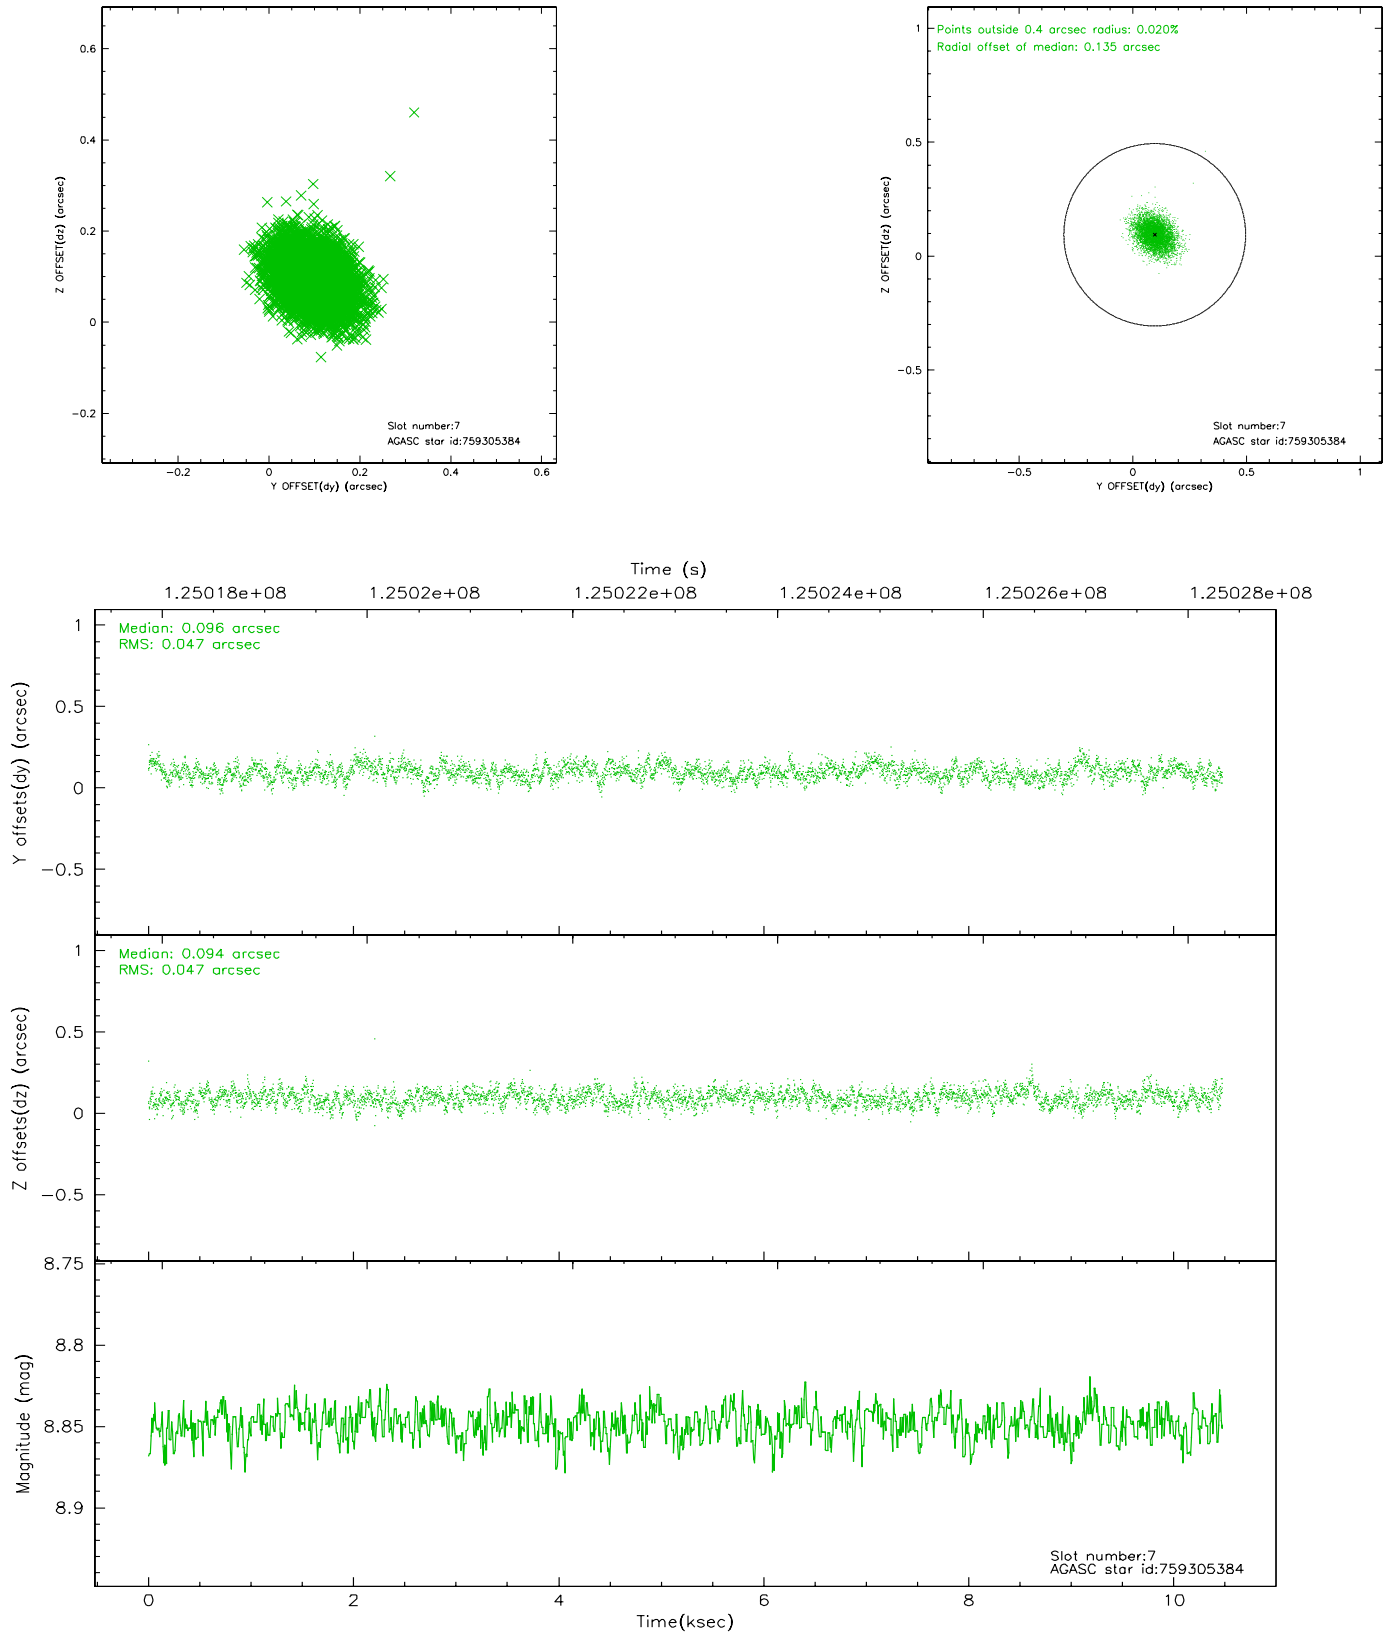 0.6
0.4
0.2
0
−0.2
Z OFFSET(dz) (arcsec)
−0.2 0 0.2 0.4 0.6
Y OFFSET(dy) (arcsec)
Slot number:7
AGASC star id:759305384
Points outside 0.4 arcsec radius: 0.020%
Radial offset of median: 0.135 arcsec
1
0.5
0
−0.5
Z OFFSET(dz) (arcsec)
−0.5 0 0.5 1
Y OFFSET(dy) (arcsec)
Slot number:7
AGASC star id:759305384
Time (s)
1.25018e+08 1.2502e+08 1.25022e+08 1.25024e+08 1.25026e+08 1.25028e+08
Median: 0.096 arcsec
RMS: 0.047 arcsec
1
0.5
0
−0.5
Y offsets(dy) (arcsec)
Median: 0.094 arcsec
RMS: 0.047 arcsec
1
0.5
0
−0.5
Z offsets(dz) (arcsec)
8.75
8.8
8.85
8.9
Magnitude (mag)
Slot number:7
AGASC star id:759305384
0 2 4 6 8 10
Time(ksec)